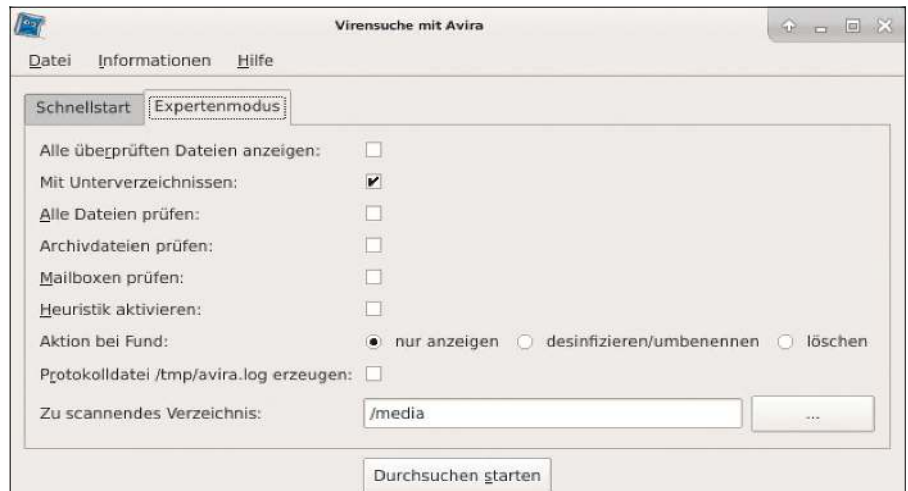 Virensuche mit Avira
Datei Informationen Hilfe
Schnellstart Expertenmodus
Alle überprüften Dateien anzeigen:
Mit Unterverzeichnissen:
Alle Dateien prüfen:
Archivdateien prüfen:
Mailboxen prüfen:
Heuristik aktivieren:
Aktion bei Fund: nur anzeigen desinfizieren/umbenennen löschen
Protokolldatei /tmp/avira.log erzeugen:
Zu scannendes Verzeichnis: /media ...
Durchsuchen starten